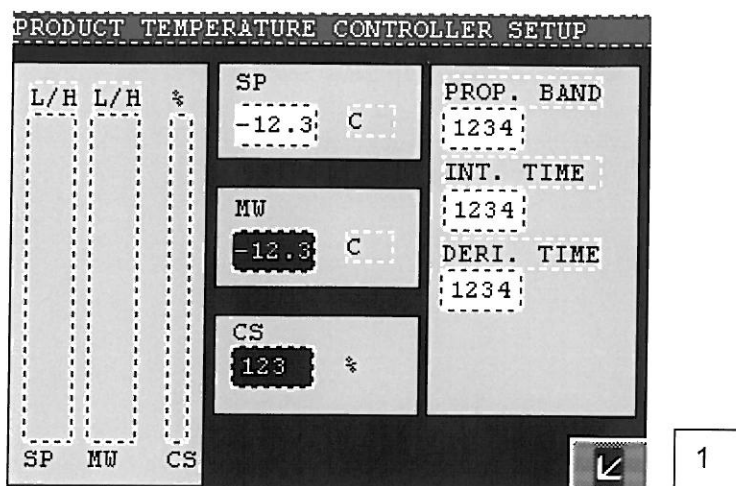 PRODUCT TEMPERATURE CONTROLLER SETUP
L/H L/H %
SP MW CS
SP
-12.3 C
MW
-12.3 C
CS
123 %
PROP. BAND
1234
INT. TIME
1234
DERI. TIME
1234
1